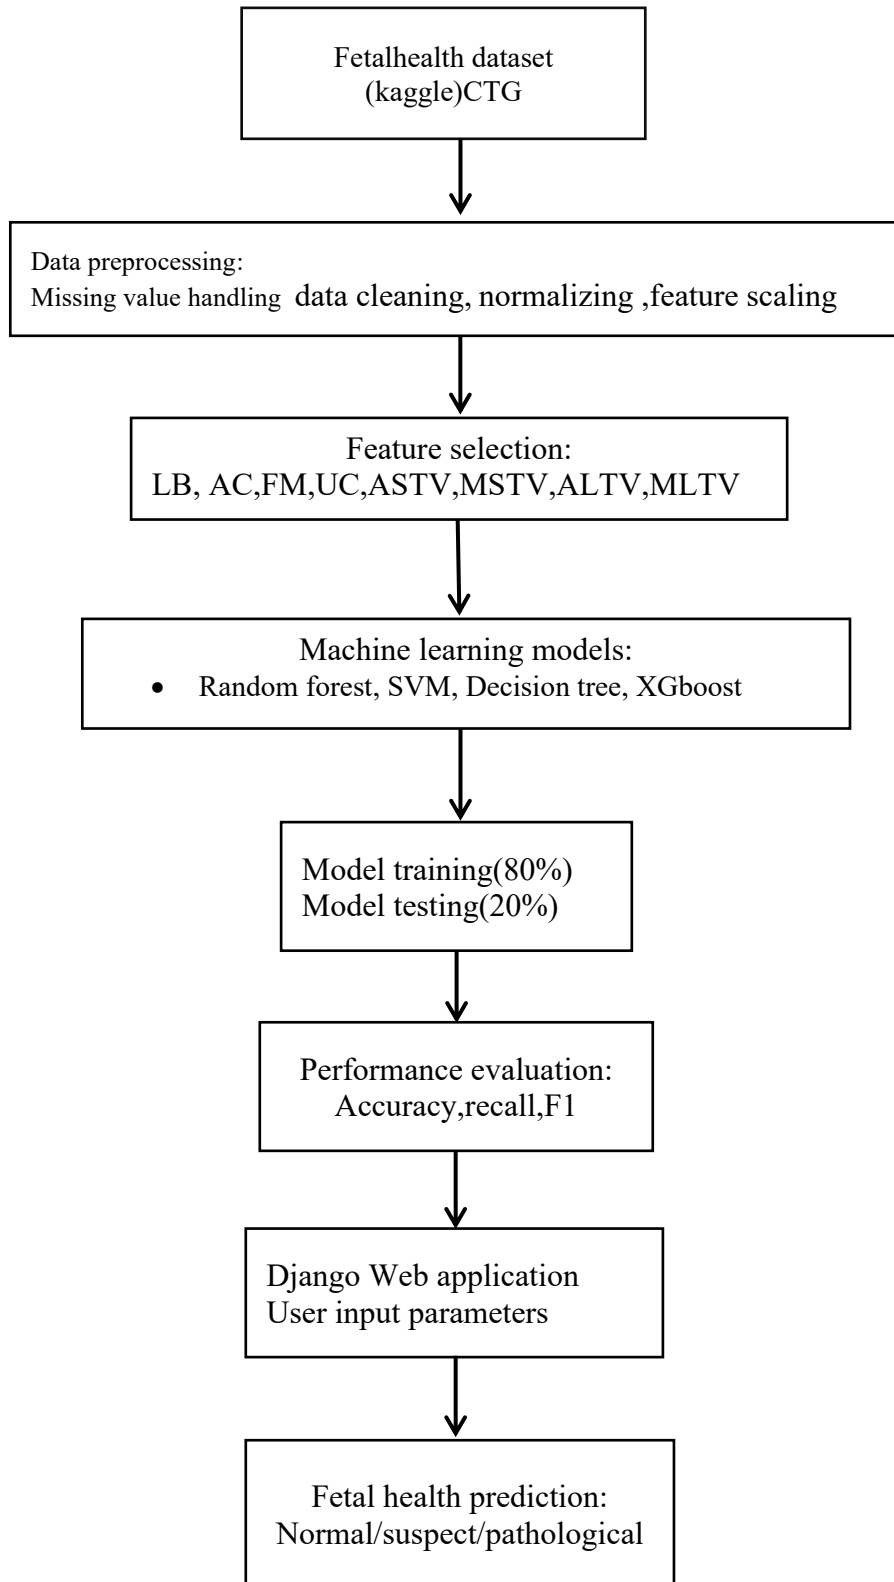 Fetalhealth dataset
(kaggle)CTG
Data preprocessing:
Missing value handling data cleaning, normalizing ,feature scaling
Feature selection:
LB, AC,FM,UC,ASTV,MSTV,ALTV,MLTV
Machine learning models:
• Random forest, SVM, Decision tree, XGboost
Model training(80%)
Model testing(20%)
Performance evaluation:
Accuracy,recall,F1
Django Web application
User input parameters
Fetal health prediction:
Normal/suspect/pathological